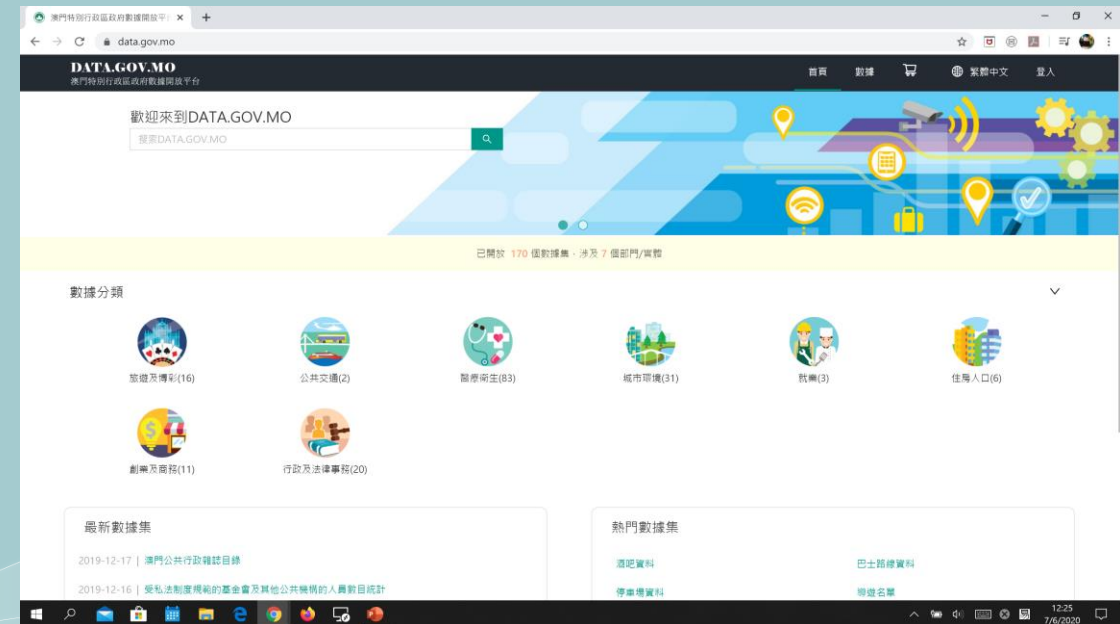 澳門特別行政區政府數據開放平
data.gov.mo
DATA.GOV.MO
澳門特別行政區政府數據開放平台
首頁 數據 繁體中文 登入
歡迎來到DATA.GOV.MO
搜索DATA.GOV.MO
已開放 170 個數據集，涉及 7 個部門/實體
數據分類
旅遊及博彩(16) 公共交通(2) 醫療衛生(83) 城市環境(31) 就業(3) 住房人口(6)
創業及商務(11) 行政及法律事務(20)
最新數據集 熱門數據集
2019-12-17 | 澳門公共行政雜誌目錄
酒吧資料 巴士路線資料
2019-12-16 | 受私法制度規範的基金會及其他公共機構的人員數目統計
停車場資料 導遊名單
12:25
7/6/2020